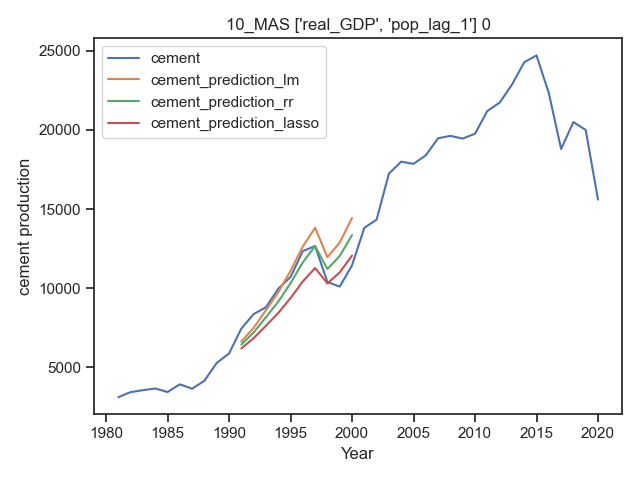 10_MAS ['real_GDP', 'pop_lag_1'] 0
25000
20000
15000
10000
5000
cement production
cement
cement_prediction_lm
cement_prediction_rr
cement_prediction_lasso
1980
1985
1990
1995
2000
2005
2010
2015
2020
Year